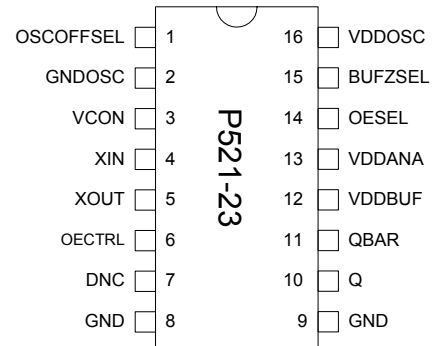 OSCOFFSEL 1 16 VDDOSC
GNDOSC 2 15 BUFZSEL
VCON 3 14 OESEL
XIN 4 13 VDDANA
XOUT 5 12 VDDBUF
OECTRL 6 11 QBAR
DNC 7 10 Q
GND 8 9 GND
P521-23